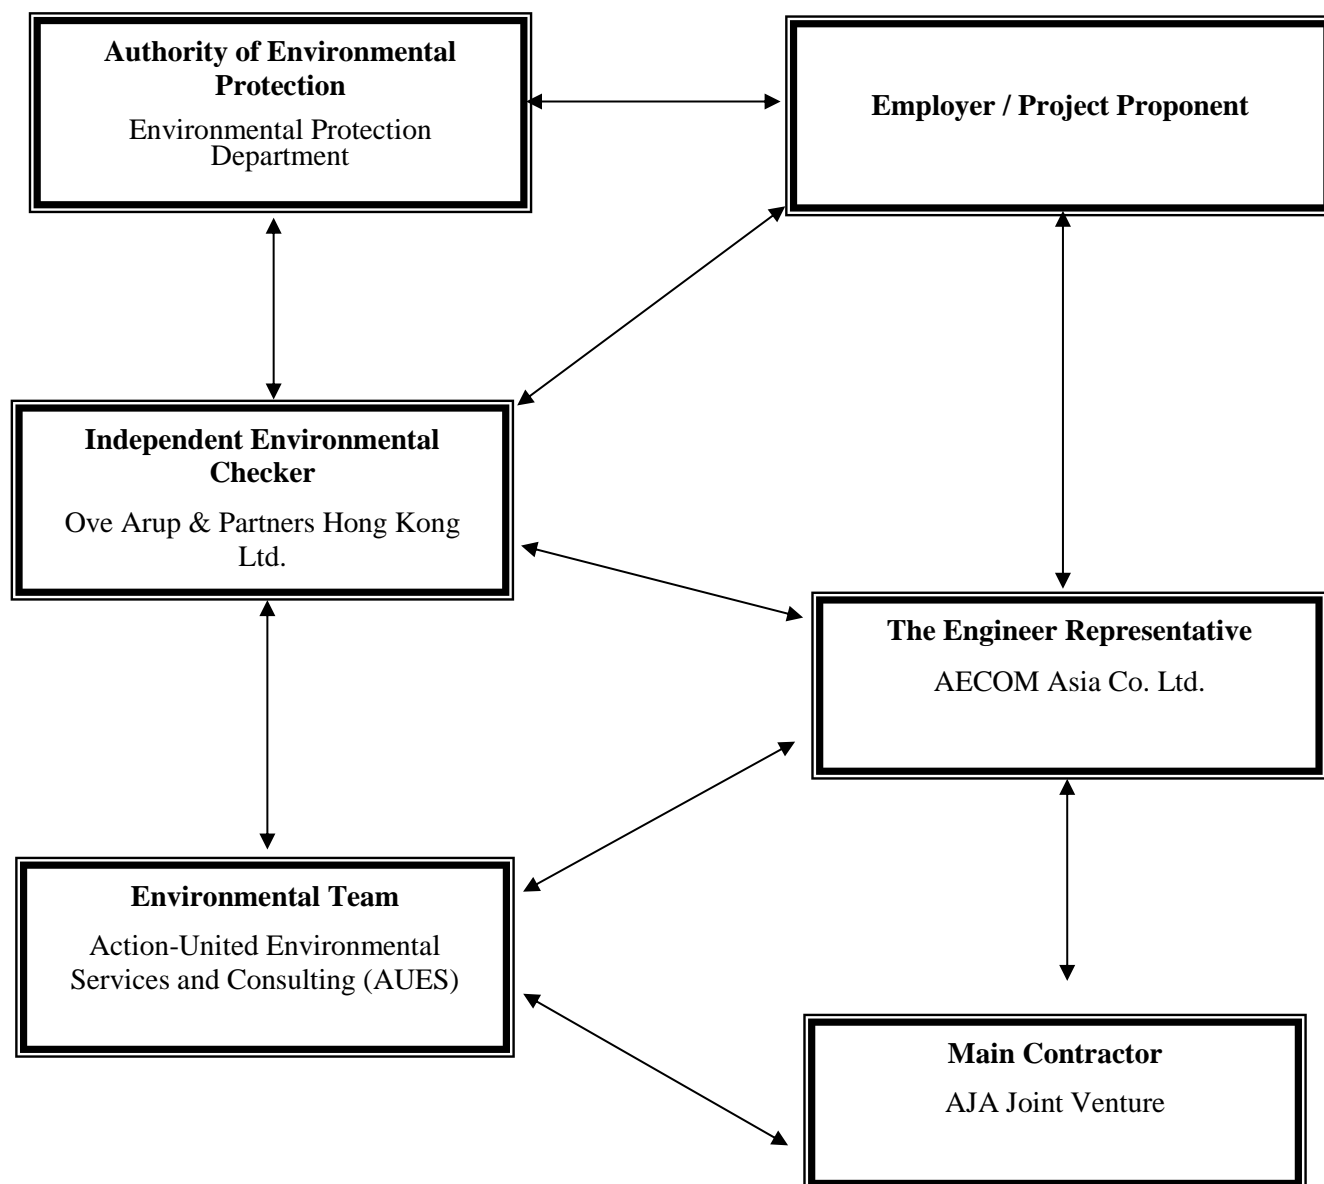 Authority of Environmental
Protection
Environmental Protection
Department
Employer / Project Proponent
Independent Environmental
Checker
Ove Arup & Partners Hong Kong
Ltd.
The Engineer Representative
AECOM Asia Co. Ltd.
Environmental Team
Action-United Environmental
Services and Consulting (AUES)
Main Contractor
AJA Joint Venture